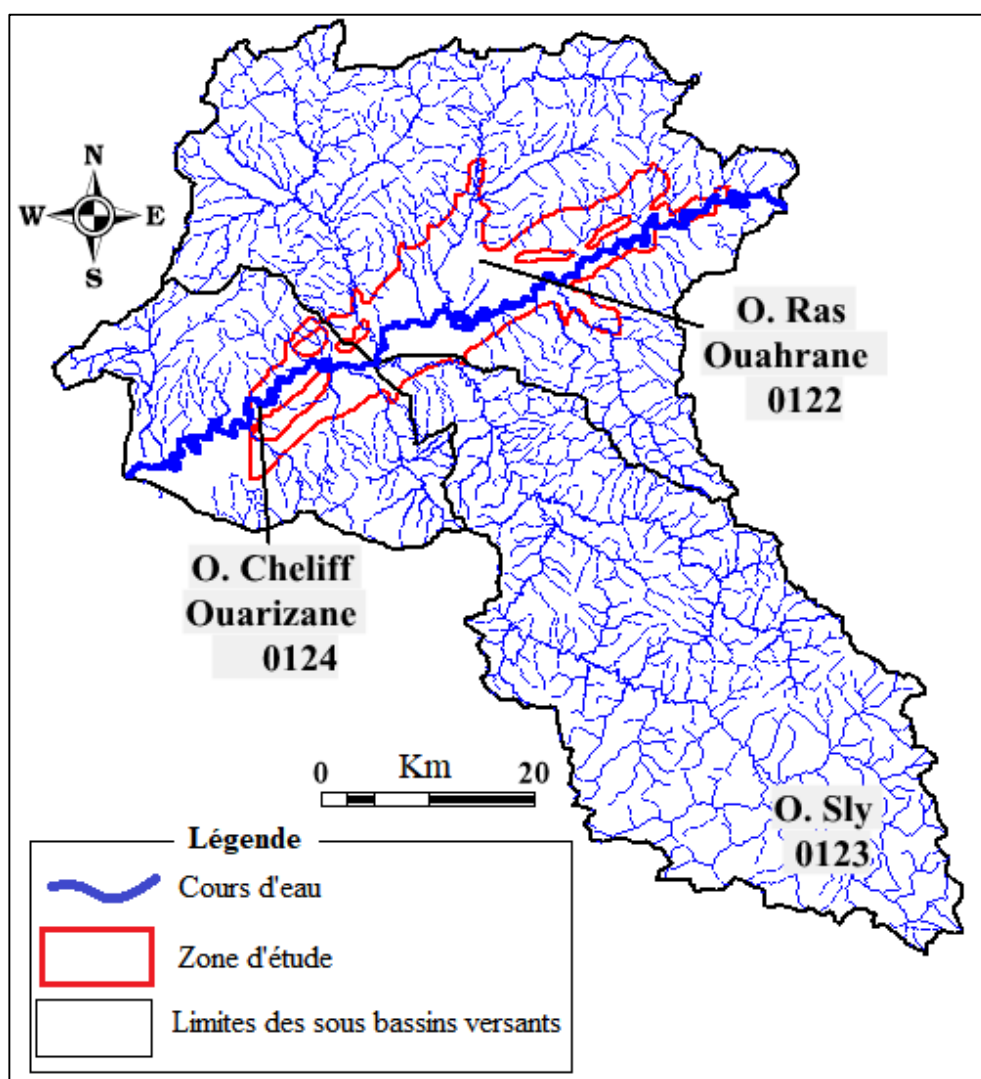 N
W
E
S
O. Ras
Ouahrane
0122
O. Cheliff
Ouarizane
0124
0
Km
20
O. Sly
0123
Légende
Cours d'eau
Zone d'étude
Limites des sous bassins versants